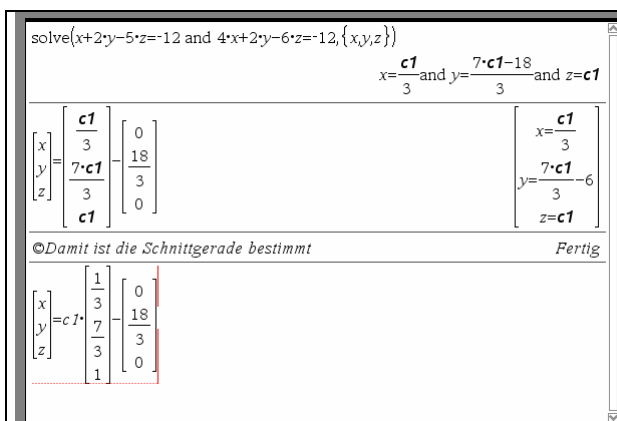 solve(x+2·y−5·z=-12 and 4·x+2·y−6·z=-12,{x,y,z})
x=c1/3 and y=(7·c1−18)/3 and z=c1
[x y z]=[c1/3 7·c1/3 c1]−[0 18/3 0]
[x=c1/3 y=7·c1/3−6 z=c1]
©Damit ist die Schnittgerade bestimmt Fertig
[x y z]=c1·[1/3 7/3 1]−[0 18/3 0]